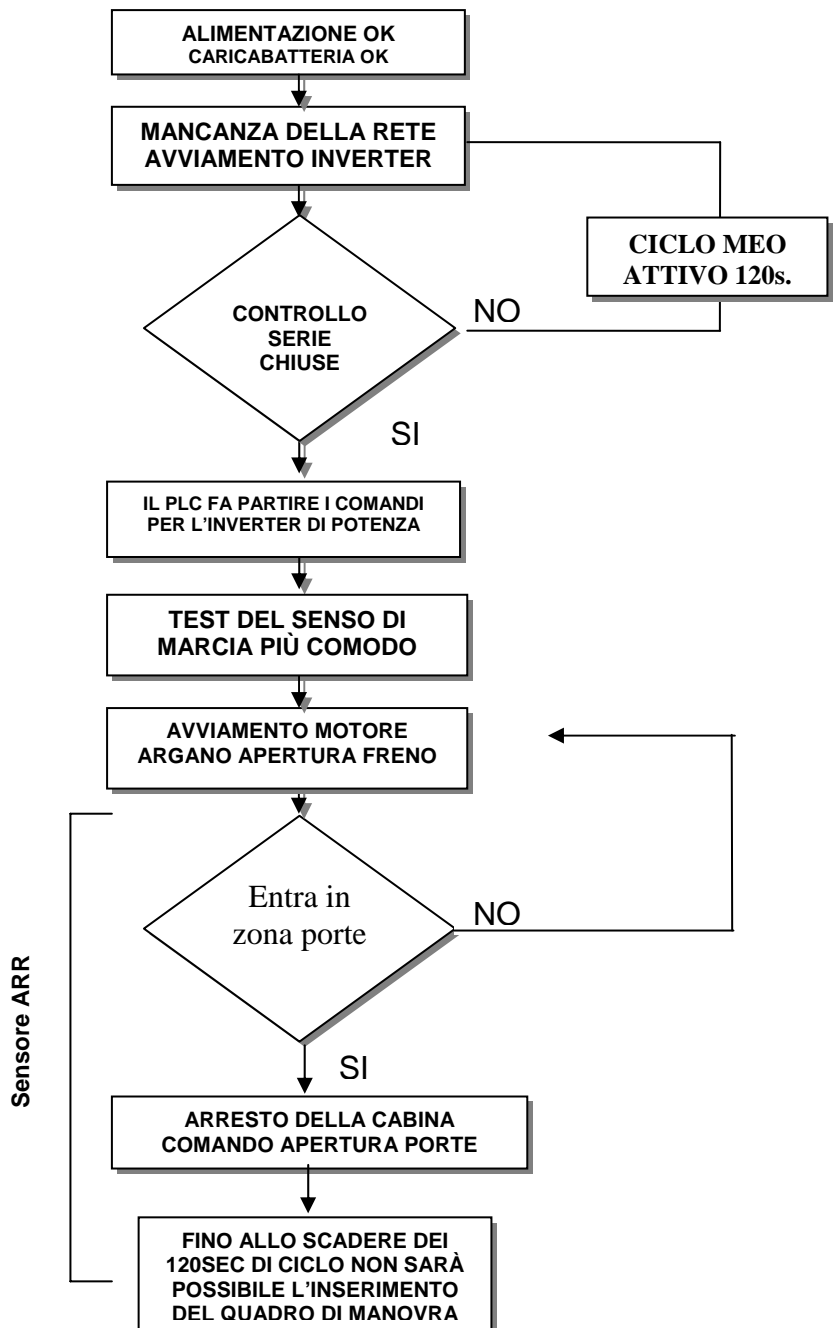 ALIMENTAZIONE OK
CARICABATTERIA OK
MANCANZA DELLA RETE
AVVIAMENTO INVERTER
CICLO MEO
ATTIVO 120s.
CONTROLLO
SERIE
CHIUSE
NO
SI
IL PLC FA PARTIRE I COMANDI
PER L'INVERTER DI POTENZA
TEST DEL SENSO DI
MARCIA PIÙ COMODO
AVVIAMENTO MOTORE
ARGANO APERTURA FRENO
Entra in
zona porte
NO
Sensore ARR
SI
ARRESTO DELLA CABINA
COMANDO APERTURA PORTE
FINO ALLO SCADERE DEI
120SEC DI CICLO NON SARÀ
POSSIBILE L'INSERIMENTO
DEL QUADRO DI MANOVRA